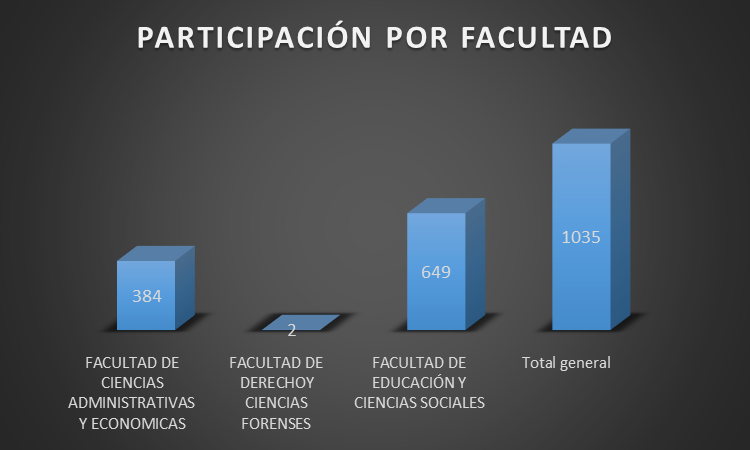 PARTICIPACIÓN POR FACULTAD
1035
649
384
2
FACULTAD DE
CIENCIAS
ADMINISTRATIVAS
Y ECONOMICAS
FACULTAD DE
DERECHOY
CIENCIAS
FORENSES
FACULTAD DE
EDUCACIÓN Y
CIENCIAS SOCIALES
Total general